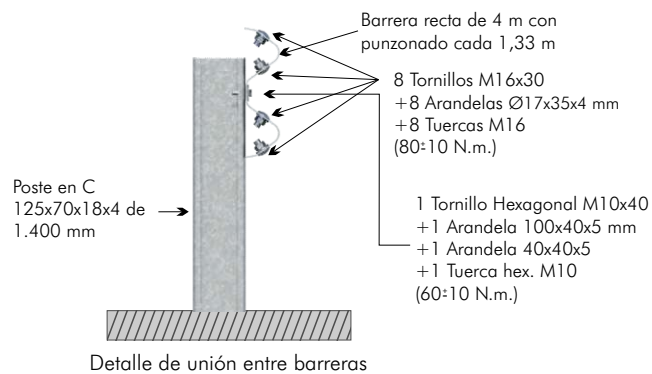 Barrera recta de 4 m con
punzonado cada 1,33 m
8 Tornillos M16x30
+8 Arandelas Ø17x35x4 mm
+8 Tuercas M16
(80±10 N.m.)
Poste en C
125x70x18x4 de
1.400 mm
1 Tornillo Hexagonal M10x40
+1 Arandela 100x40x5 mm
+1 Arandela 40x40x5
+1 Tuerca hex. M10
(60±10 N.m.)
Detalle de unión entre barreras